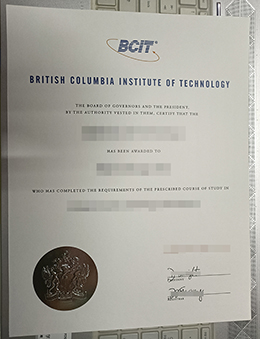 BCIT
BRITISH COLUMBIA INSTITUTE OF TECHNOLOGY
THE BOARD OF GOVERNORS AND THE PRESIDENT,
BY THE AUTHORITY VESTED IN THEM, CERTIFY THAT THE
HAS BEEN AWARDED TO
WHO HAS COMPLETED THE REQUIREMENTS OF THE PRESCRIBED COURSE OF STUDY IN